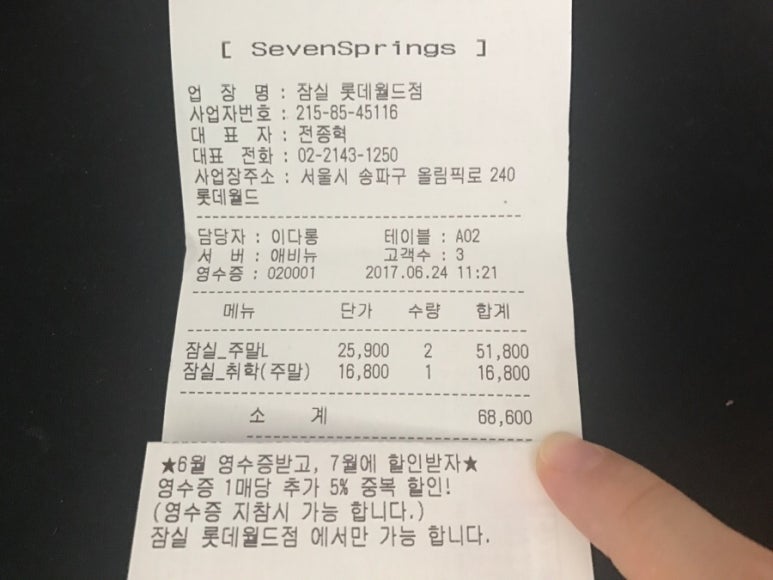 [ SevenSprings ]
업 장 명 : 잠실 롯데월드점
사업자번호 : 215-85-45116
대 표 자 : 전종혁
대표 전화 : 02-2143-1250
사업장주소 : 서울시 송파구 올림픽로 240
롯데월드
담당자 : 이다롱 테이블 : A02
서 버 : 애비뉴 고객수 : 3
영수증 : 020001 2017.06.24 11:21
메뉴 단가 수량 합계
잠실_주말L 25,900 2 51,800
잠실_취학(주말) 16,800 1 16,800
소 계 68,600
★6월 영수증받고, 7월에 할인받자★
영수증 1매당 추가 5% 중복 할인!
(영수증 지참시 가능 합니다.)
잠실 롯데월드점 에서만 가능 합니다.